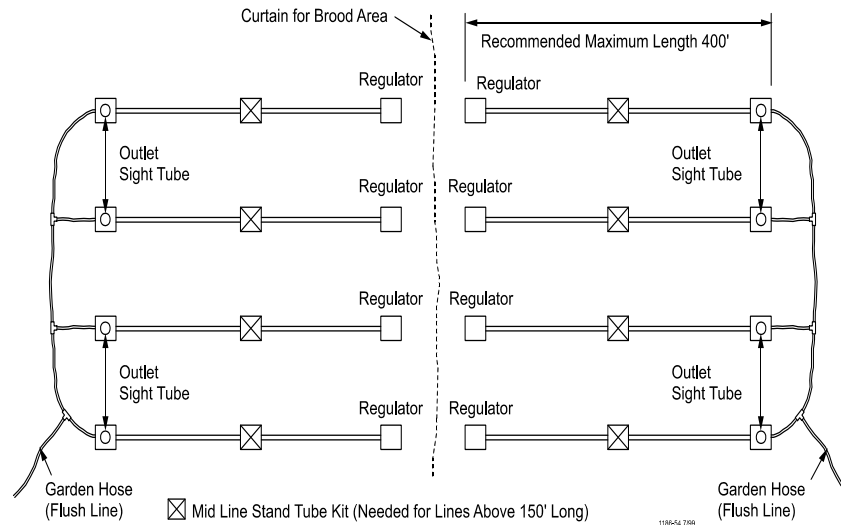 Curtain for Brood Area
Recommended Maximum Length 400'
Regulator
Regulator
Outlet
Sight Tube
Outlet
Sight Tube
Regulator
Regulator
Regulator
Regulator
Outlet
Sight Tube
Outlet
Sight Tube
Regulator
Regulator
Garden Hose
(Flush Line)
Mid Line Stand Tube Kit (Needed for Lines Above 150' Long)
Garden Hose
(Flush Line)
1186-54 7/99